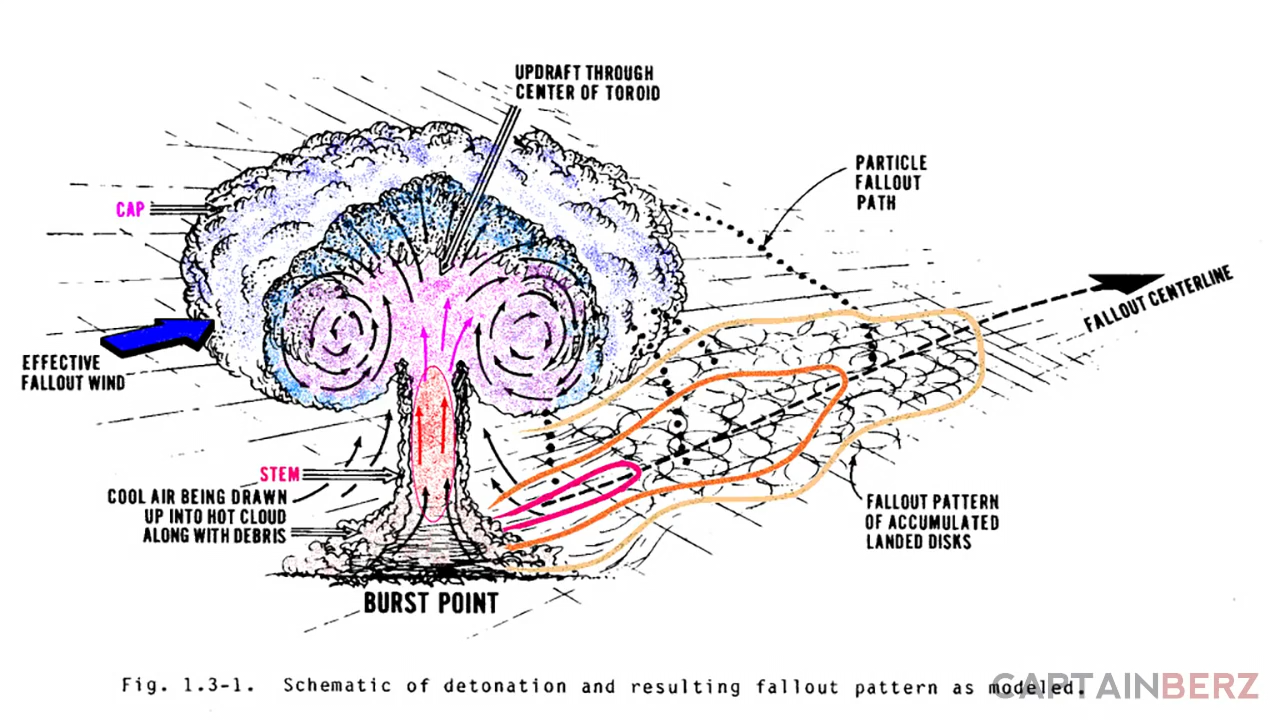 UPDRAFT THROUGH
CENTER OF TOROID
PARTICLE
FALLOUT
PATH
CAP
FALLOUT CENTERLINE
EFFECTIVE
FALLOUT WIND
STEM
COOL AIR BEING DRAWN
UP INTO HOT CLOUD
ALONG WITH DEBRIS
FALLOUT PATTERN
OF ACCUMULATED
LANDED DISKS
BURST POINT
Fig. 1.3-1. Schematic of detonation and resulting fallout pattern as modeled.
CAPTAINBERZ